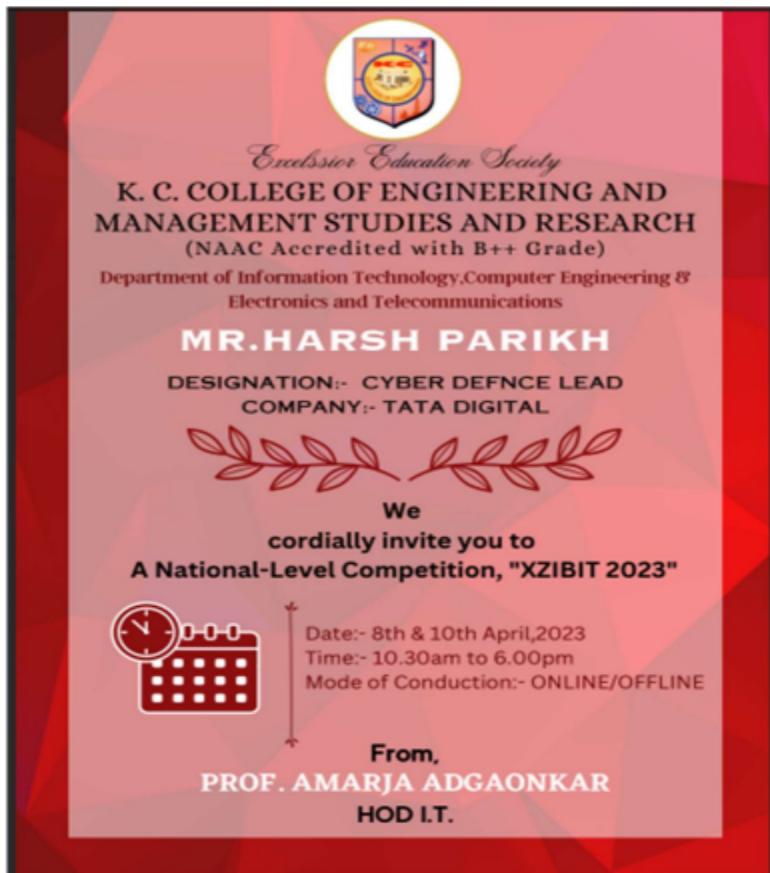 KC
Excelssior Education Society
K. C. COLLEGE OF ENGINEERING AND
MANAGEMENT STUDIES AND RESEARCH
(NAAC Accredited with B++ Grade)
Department of Information Technology,Computer Engineering &
Electronics and Telecommunications
MR.HARSH PARIKH
DESIGNATION:- CYBER DEFNCE LEAD
COMPANY:- TATA DIGITAL
We
cordially invite you to
A National-Level Competition, "XZIBIT 2023"
Date:- 8th & 10th April,2023
Time:- 10.30am to 6.00pm
Mode of Conduction:- ONLINE/OFFLINE
From,
PROF. AMARJA ADGAONKAR
HOD I.T.